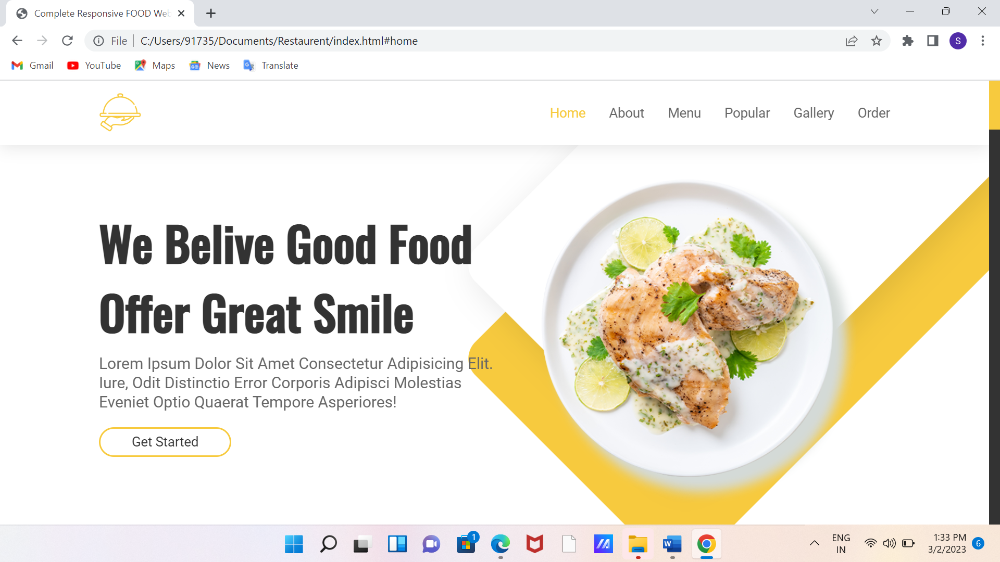 Complete Responsive FOOD Web
File
C:/Users/91735/Documents/Restaurent/index.html#home
S
Gmail
YouTube
Maps
News
Translate
Home
About
Menu
Popular
Gallery
Order
We Belive Good Food
Offer Great Smile
Lorem Ipsum Dolor Sit Amet Consectetur Adipisicing Elit.
Iure, Odit Distinctio Error Corporis Adipisci Molestias
Eveniet Optio Quaerat Tempore Asperiores!
Get Started
1
W
ENG
IN
1:33 PM
3/2/2023
6